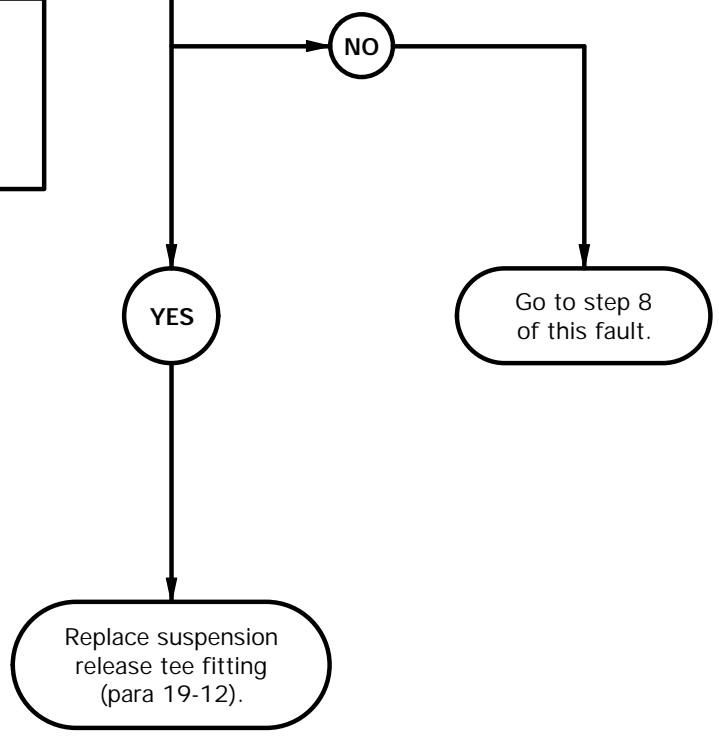 NO
YES
Go to step 8
of this fault.
Replace suspension
release tee fitting
(para 19-12).